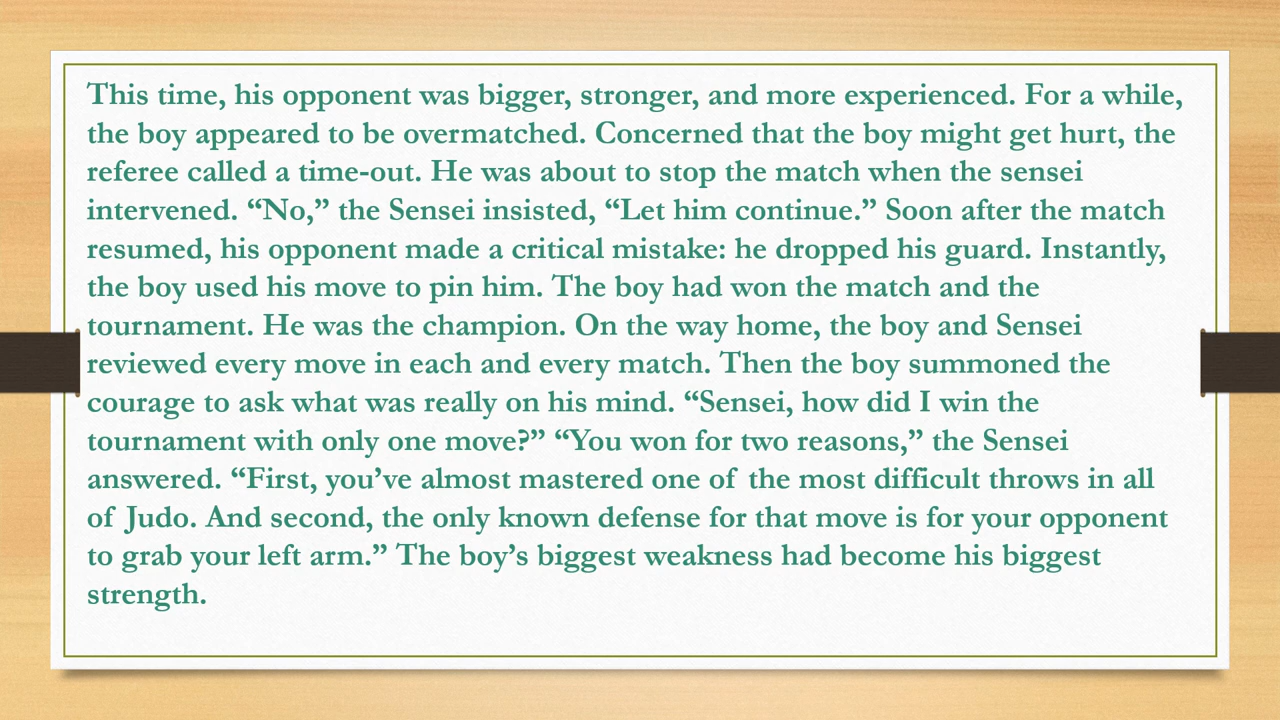 This time, his opponent was bigger, stronger, and more experienced. For a while,
the boy appeared to be overmatched. Concerned that the boy might get hurt, the
referee called a time-out. He was about to stop the match when the sensei
intervened. “No,” the Sensei insisted, “Let him continue.” Soon after the match
resumed, his opponent made a critical mistake: he dropped his guard. Instantly,
the boy used his move to pin him. The boy had won the match and the
tournament. He was the champion. On the way home, the boy and Sensei
reviewed every move in each and every match. Then the boy summoned the
courage to ask what was really on his mind. “Sensei, how did I win the
tournament with only one move?” “You won for two reasons,” the Sensei
answered. “First, you’ve almost mastered one of the most difficult throws in all
of Judo. And second, the only known defense for that move is for your opponent
to grab your left arm.” The boy’s biggest weakness had become his biggest
strength.